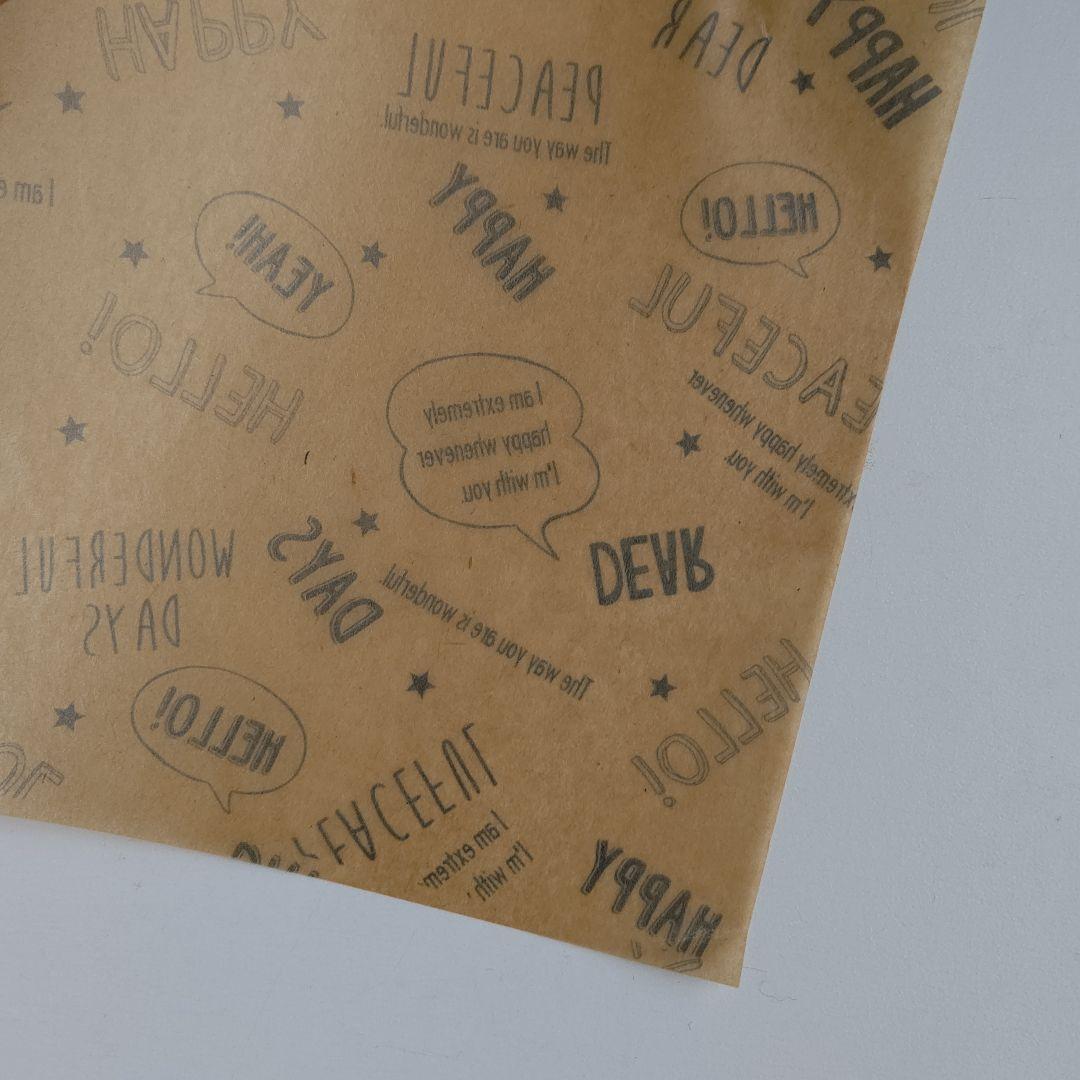 HAPPY
PEACEFUL
The way you are is wonderful.
DEAR
HAPPY
I am e
YEAH!
HAPPY
HELLO!
HELLO!
PEACEFUL
extremely happy whenever
I'm with you.
I am extremely
happy whenever
I'm with you.
WONDERFUL
DAYS
DAYS
The way you are is wonderful.
DEAR
HELLO!
HELLO!
PEACEFUL
I am extrem
I'm with
HAPPY